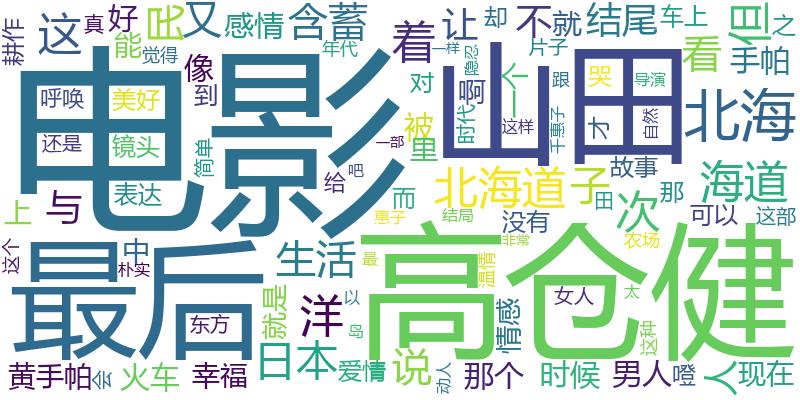 耕作
这
真
好
民
又
感情
含蓄
着
让
却
不
就
结尾
车上
但
之
能
觉得
像
到
年代
一样
隐忍
对
啊
一个
片子
跟
哭
看
手帕
导演
电影
山田
呼唤
美好
还是
镜头
表达
简单
给
吧
一部
被
里
时代
这样
千惠子
才
自然
北海
故事
海道
上
与
而
北海道
子
田
次
那
可以
这部
没有
惠子
结局
最
非常
温情
农场
这个
中
朴实
生活
最后
高仓健
东方
就是
洋
以
岛
情感
女人
太
这种
黄手帕
会
火车
幸福
日本
爱情
说
动人
那个
时候
男人
噔
人
现在